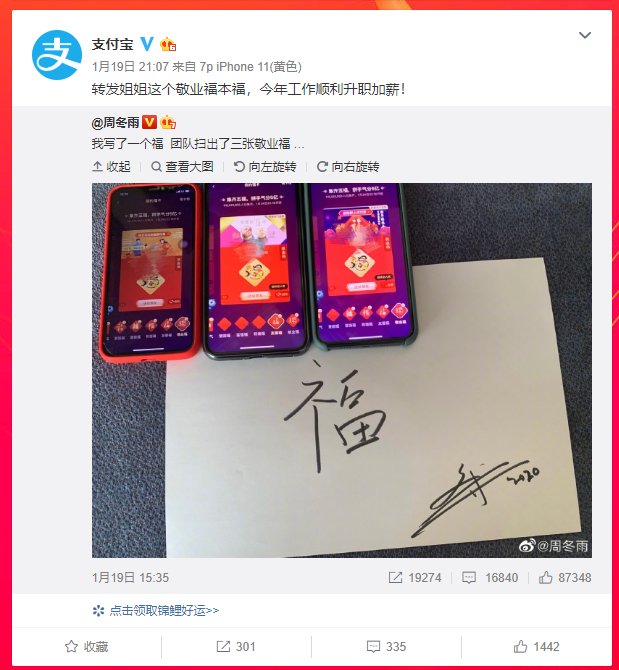 支付宝
1月19日 21:07 来自 7p iPhone 11(黄色)
转发姐姐这个敬业福本福，今年工作顺利升职加薪！
@周冬雨
我写了一个福 团队扫出了三张敬业福 ...
收起 查看大图 向左旋转 向右旋转
福
2020
@周冬雨
1月19日 15:35 19274 16840 87348
点击领取锦鲤好运>>
收藏 301 335 1442